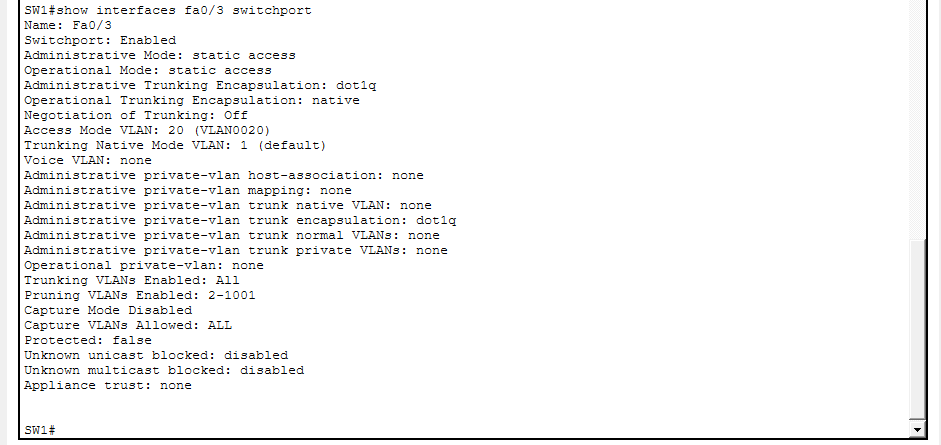 SW1#show interfaces fa0/3 switchport
Name: Fa0/3
Switchport: Enabled
Administrative Mode: static access
Operational Mode: static access
Administrative Trunking Encapsulation: dot1q
Operational Trunking Encapsulation: native
Negotiation of Trunking: Off
Access Mode VLAN: 20 (VLAN0020)
Trunking Native Mode VLAN: 1 (default)
Voice VLAN: none
Administrative private-vlan host-association: none
Administrative private-vlan mapping: none
Administrative private-vlan trunk native VLAN: none
Administrative private-vlan trunk encapsulation: dot1q
Administrative private-vlan trunk normal VLANs: none
Administrative private-vlan trunk private VLANs: none
Operational private-vlan: none
Trunking VLANs Enabled: All
Pruning VLANs Enabled: 2-1001
Capture Mode Disabled
Capture VLANs Allowed: ALL
Protected: false
Unknown unicast blocked: disabled
Unknown multicast blocked: disabled
Appliance trust: none
SW1#